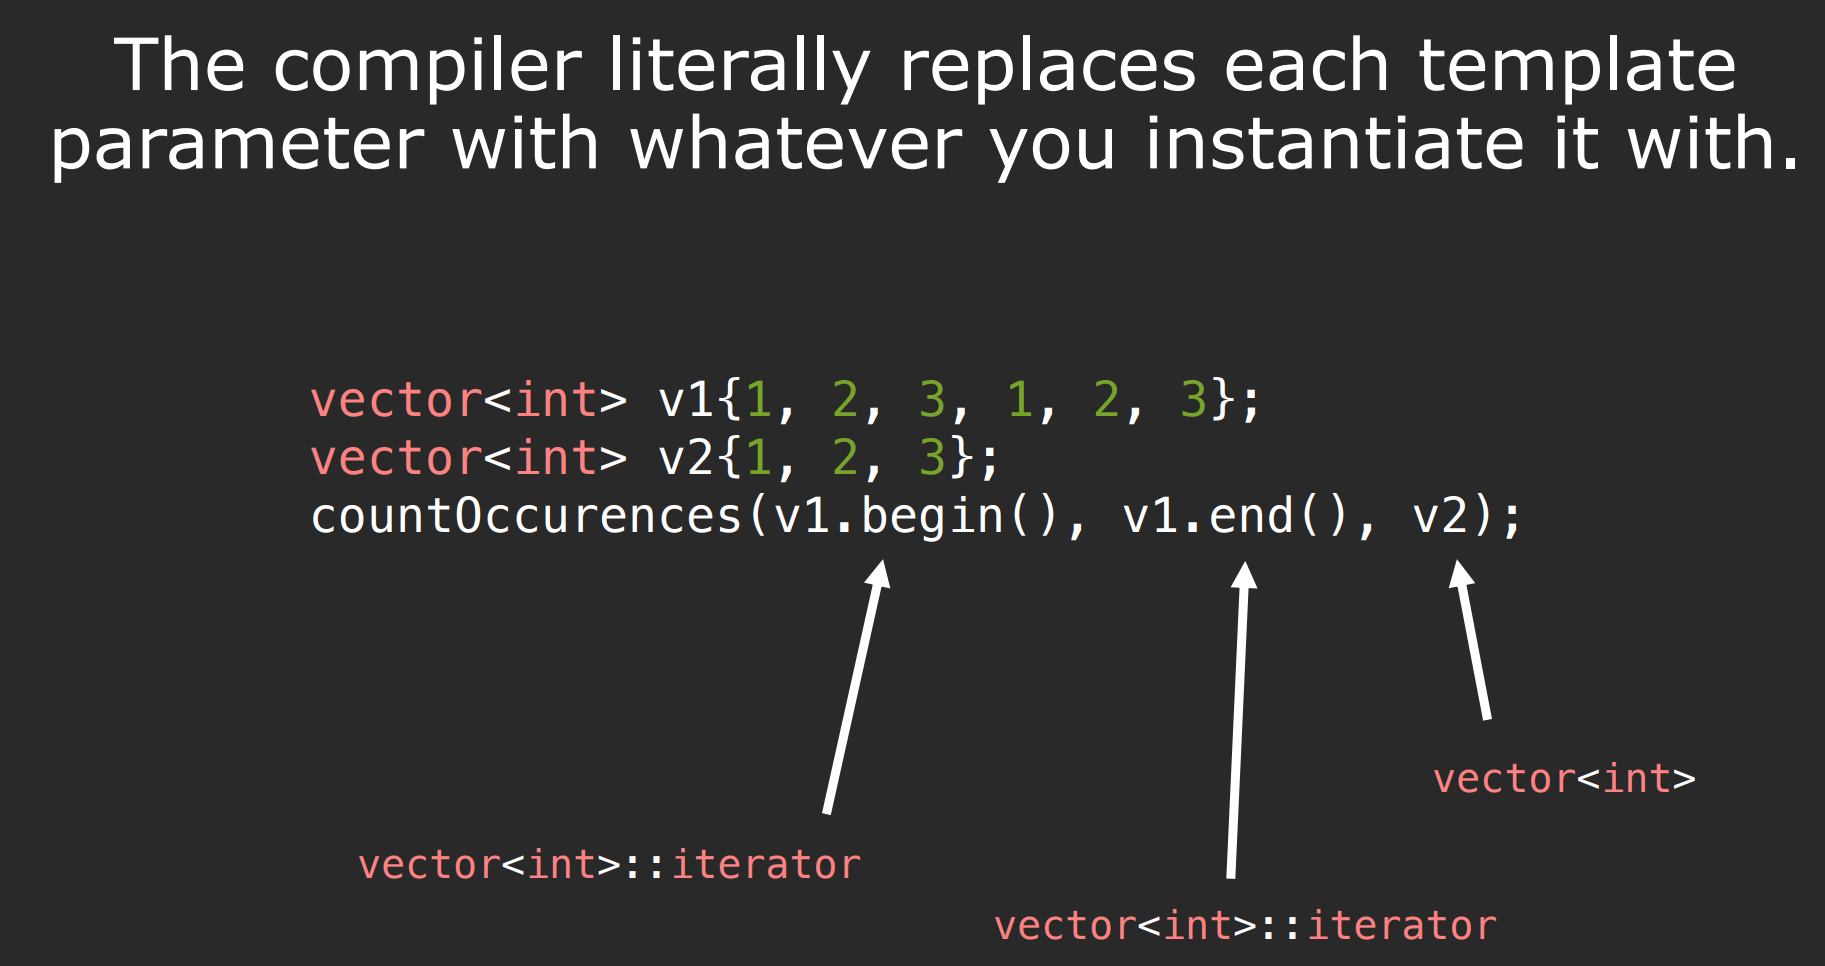 The compiler literally replaces each template
parameter with whatever you instantiate it with.
vector<int> v1{1, 2, 3, 1, 2, 3};
vector<int> v2{1, 2, 3};
countOccurences(v1.begin(), v1.end(), v2);
vector<int>
vector<int>::iterator
vector<int>::iterator